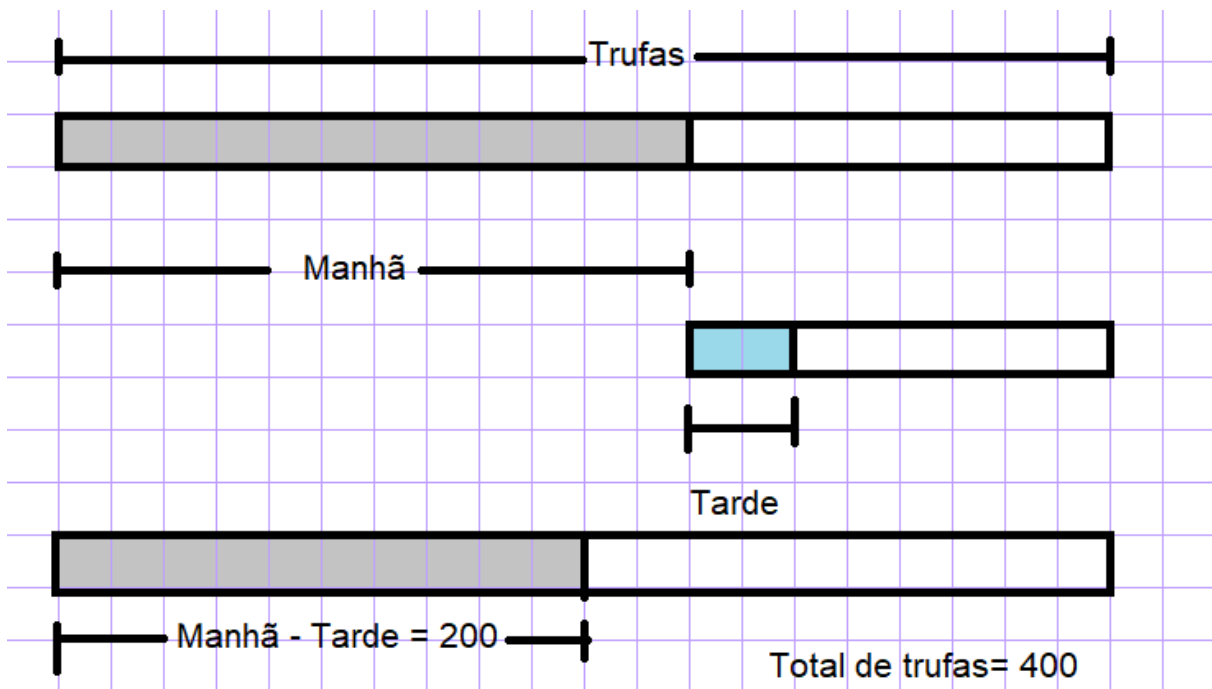 Trufas
Manhã
Tarde
Manhã - Tarde = 200
Total de trufas= 400